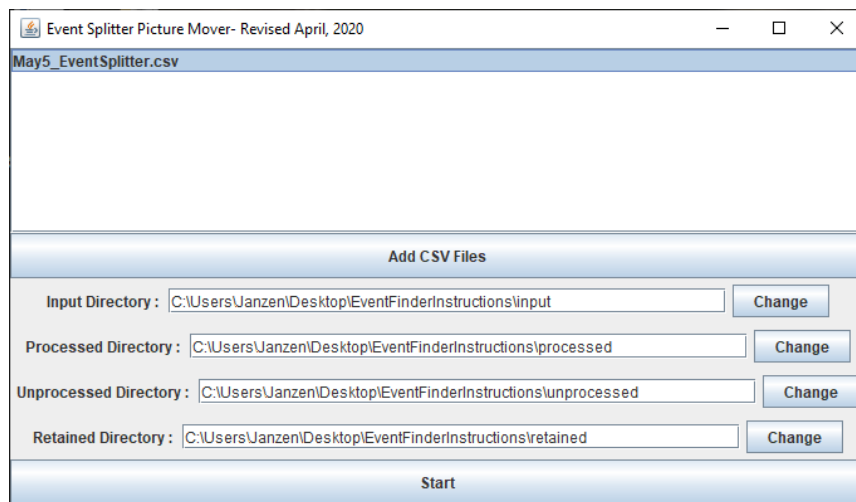 Event Splitter Picture Mover- Revised April, 2020
May5_EventSplitter.csv
Add CSV Files
Input Directory : C:\Users\Janzen\Desktop\EventFinderInstructions\input Change
Processed Directory : C:\Users\Janzen\Desktop\EventFinderInstructions\processed Change
Unprocessed Directory : C:\Users\Janzen\Desktop\EventFinderInstructions\unprocessed Change
Retained Directory : C:\Users\Janzen\Desktop\EventFinderInstructions\retained Change
Start